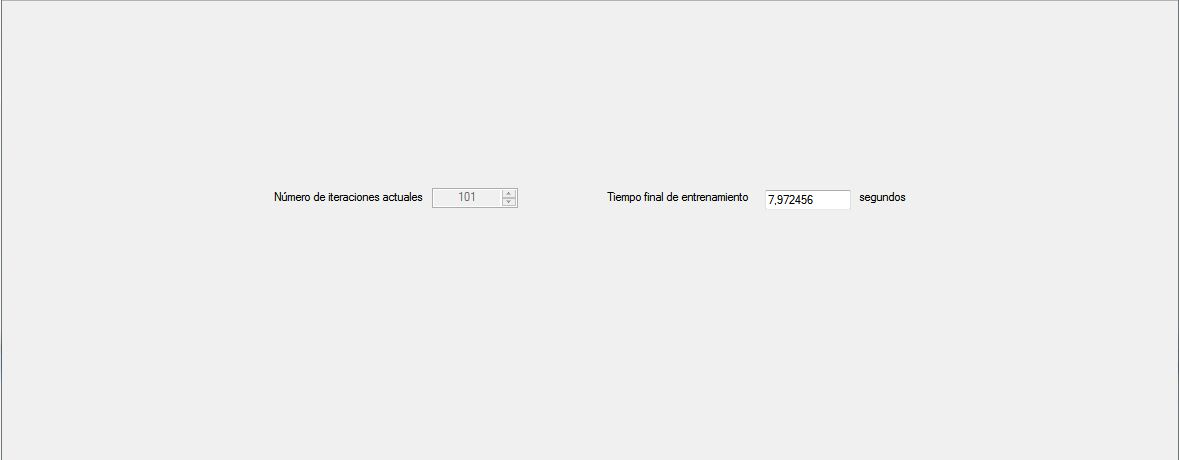 Número de iteraciones actuales 101 Tiempo final de entrenamiento 7,972456 segundos